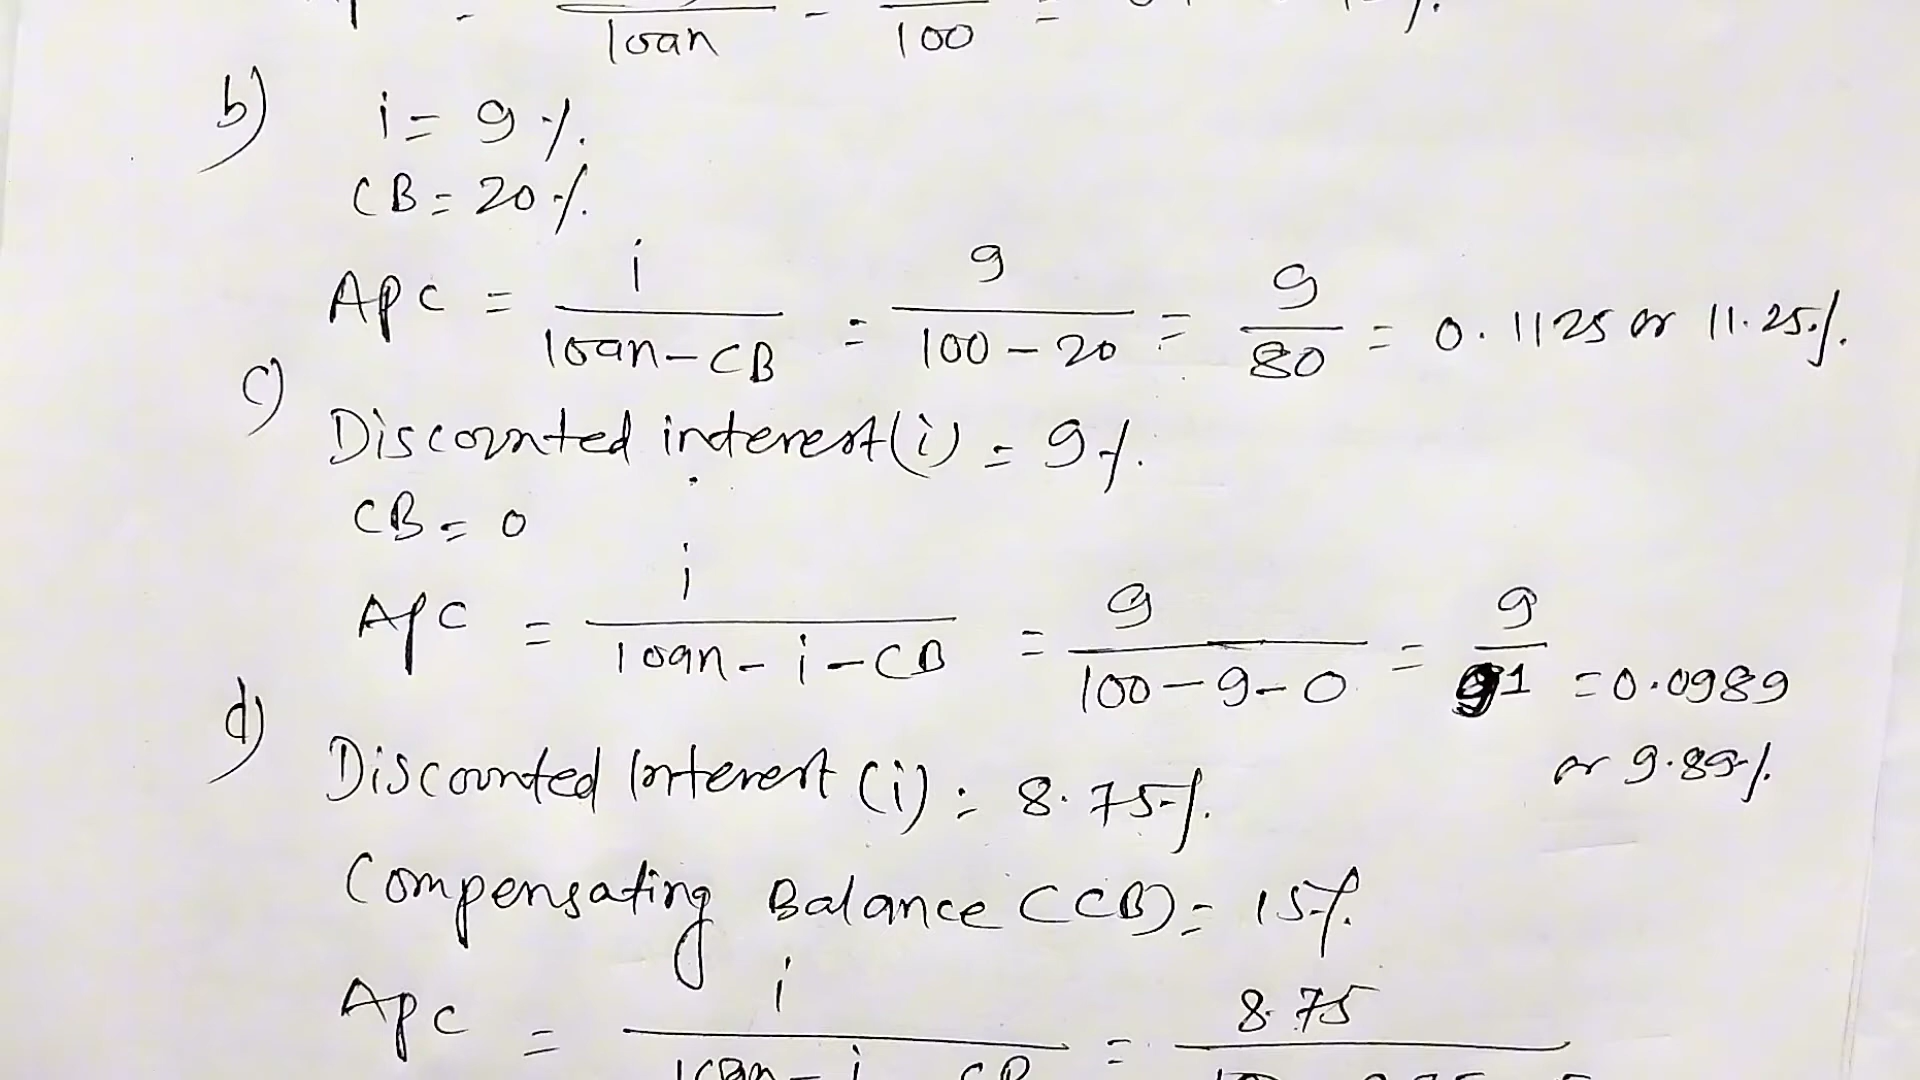 loan 100
b) i = 9 %.
CB = 20 %.
APC = i / loan - CB = 9 / 100 - 20 = 9 / 80 = 0.1125 or 11.25%.
c) Discounted interest (i) = 9 %.
CB = 0
APC = i / loan - i - CB = 9 / 100 - 9 - 0 = 9 / 91 = 0.0989
or 9.89%.
d) Discounted Interest (i) = 8.75%.
Compensating Balance (CB) = 15%.
APC = i / loan - i - CB = 8.75